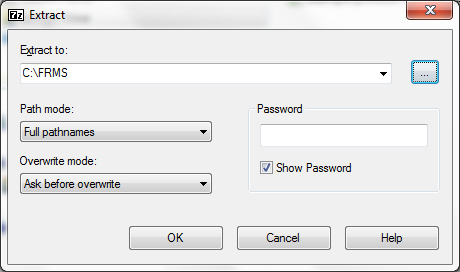 7z Extract
Extract to:
C:\FRMS
...
Path mode:
Full pathnames
Password
Overwrite mode:
Show Password
Ask before overwrite
OK Cancel Help